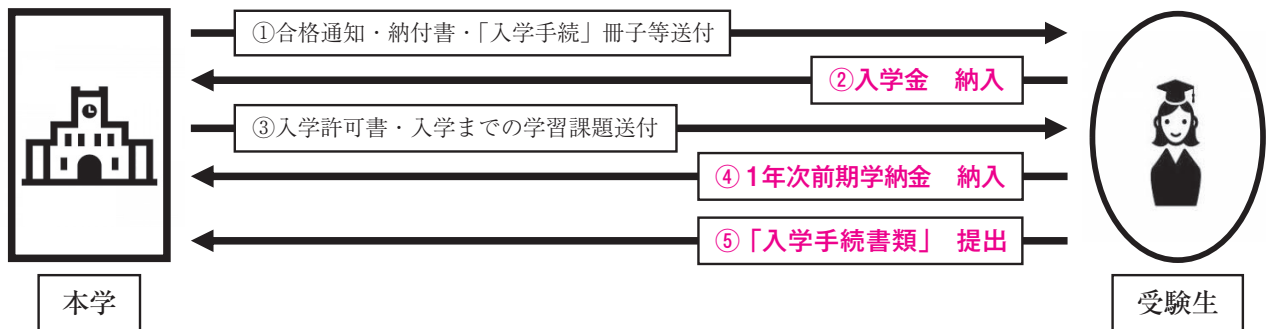 ①合格通知・納付書・「入学手続」冊子等送付
②入学金　納入
③入学許可書・入学までの学習課題送付
④1年次前期学納金　納入
⑤「入学手続書類」　提出
本学
受験生